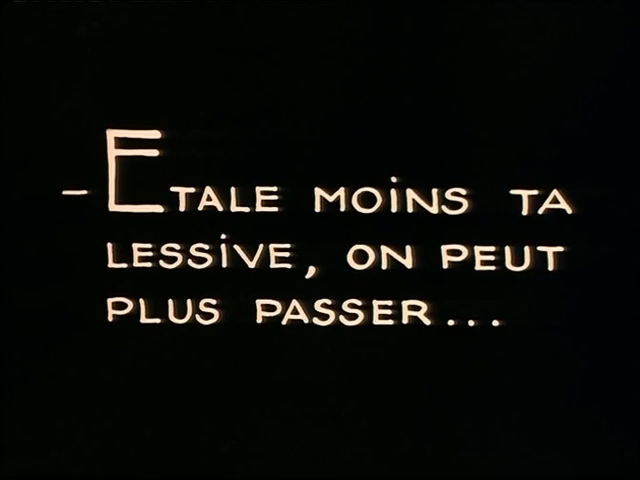 - ETALE MOiNS TA
LESSiVE, ON PEUT
PLUS PASSER...